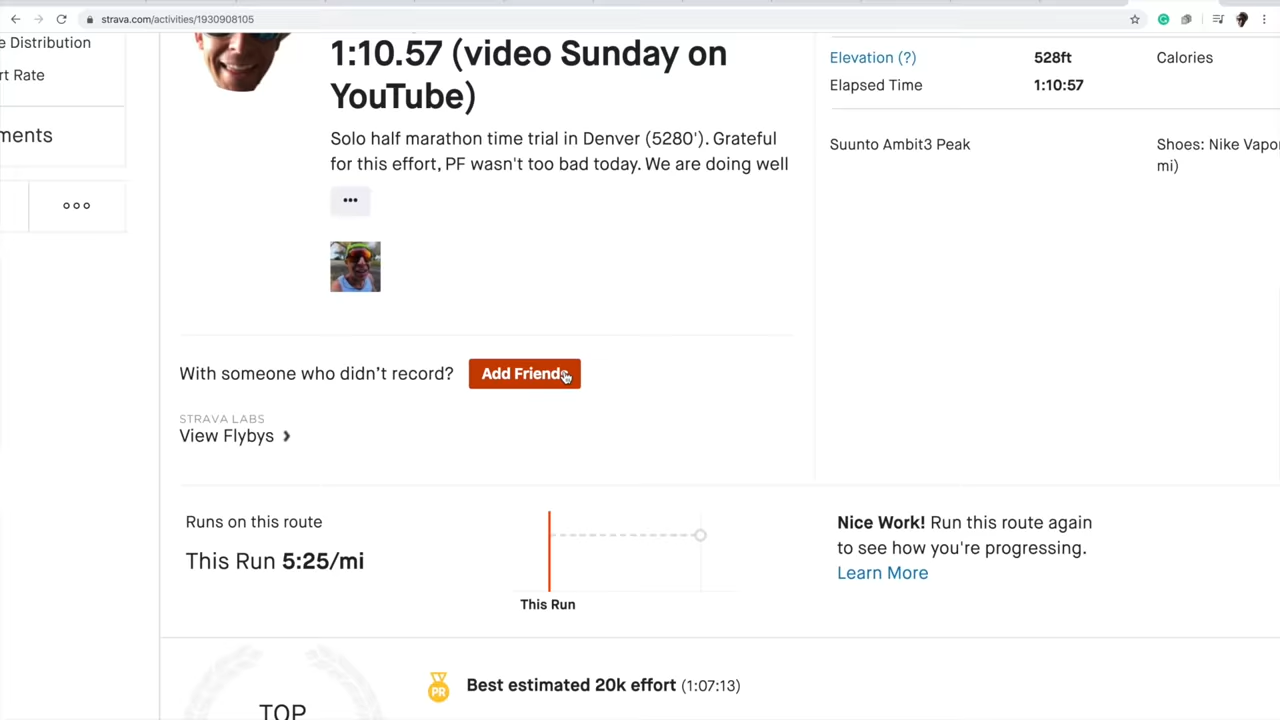 strava.com/activities/1930908105
e Distribution
rt Rate
ments
1:10.57 (video Sunday on
YouTube)
Solo half marathon time trial in Denver (5280'). Grateful
for this effort, PF wasn't too bad today. We are doing well
•••
Elevation (?) 528ft Calories
Elapsed Time 1:10:57
Suunto Ambit3 Peak
Shoes: Nike Vapor
mi)
With someone who didn’t record? Add Friends
STRAVA LABS
View Flybys
Runs on this route
This Run 5:25/mi
This Run
Nice Work! Run this route again
to see how you're progressing.
Learn More
TOP
PR
Best estimated 20k effort (1:07:13)